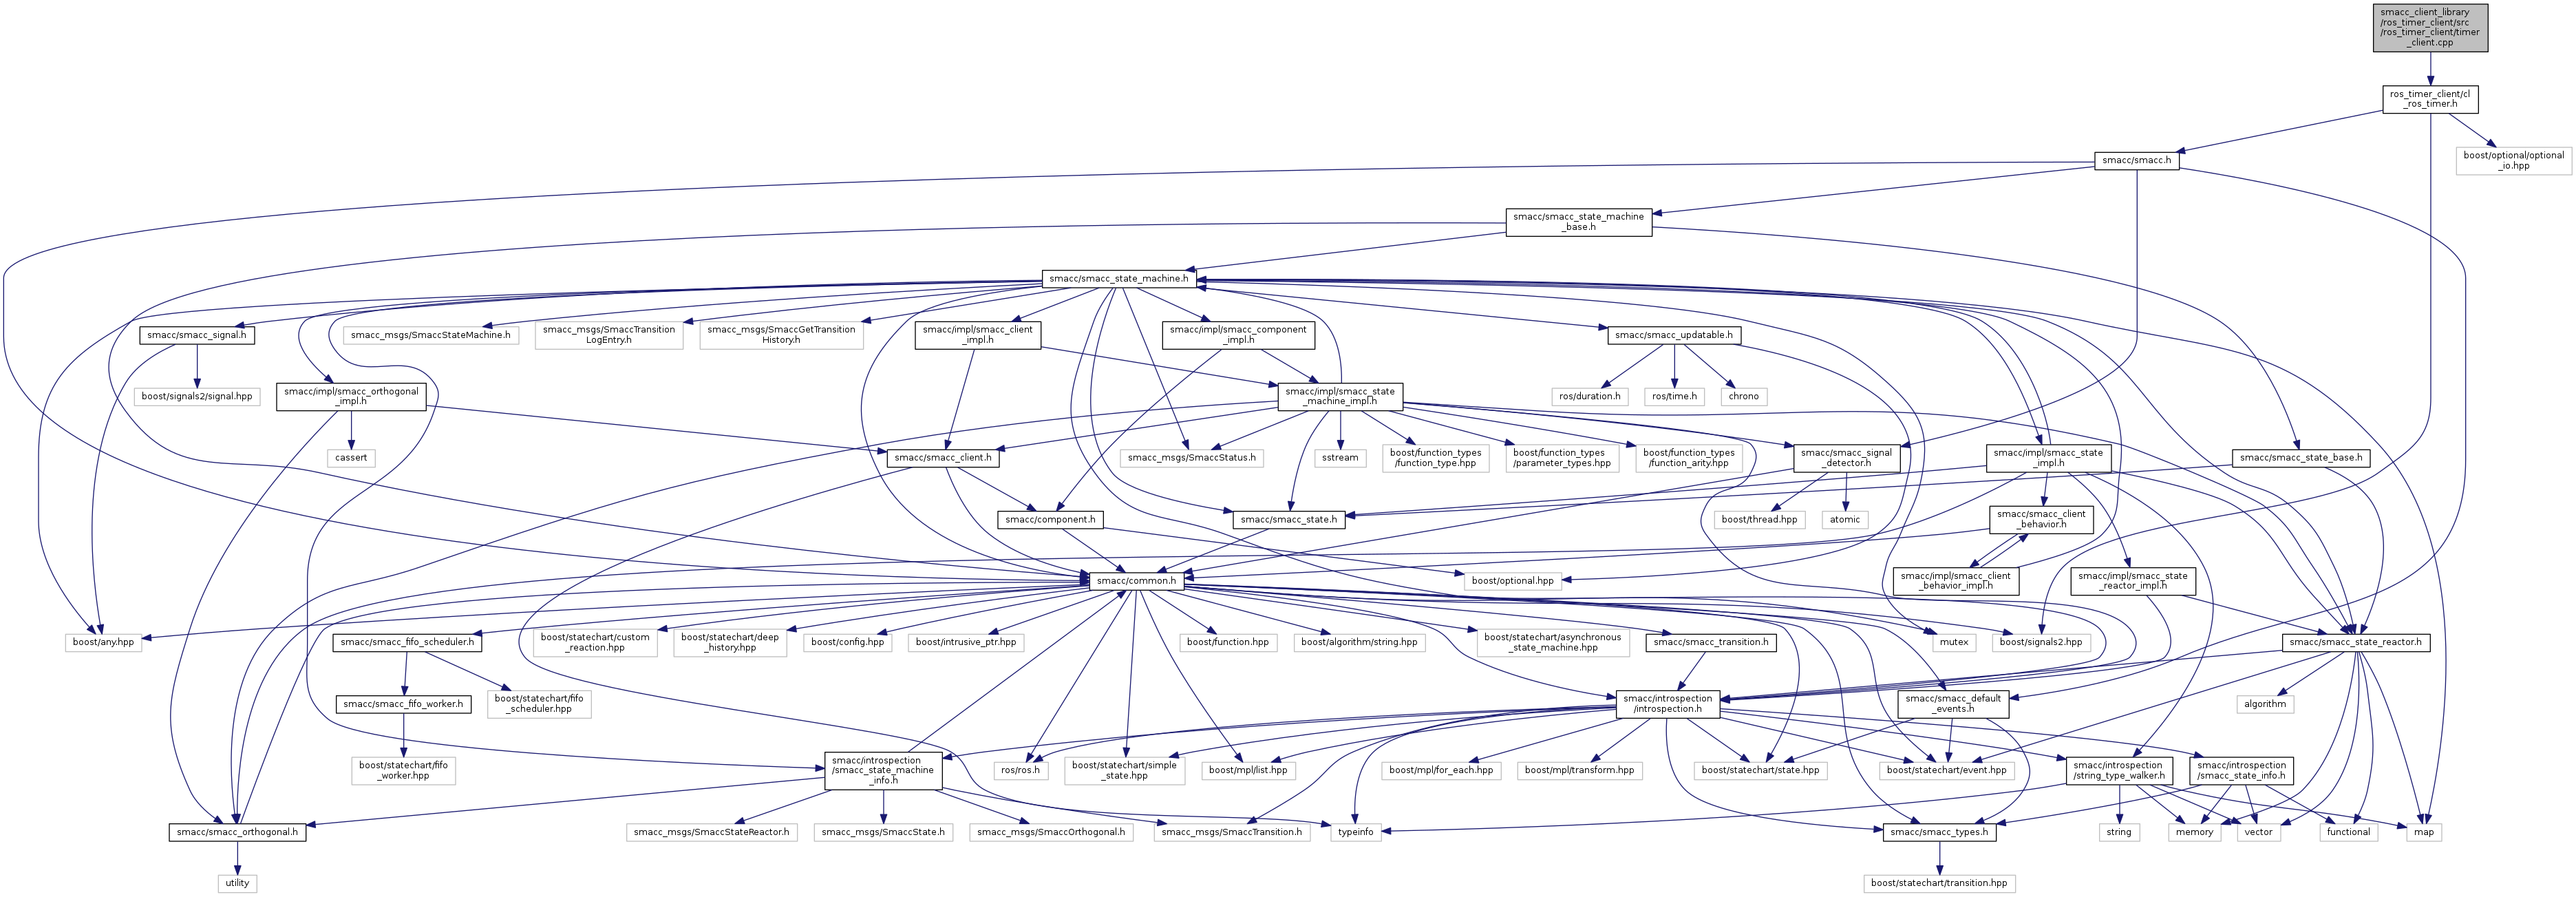 smacc_client_library
/ros_timer_client/src
/ros_timer_client/timer
_client.cpp
ros_timer_client/cl
_ros_timer.h
smacc/smacc.h
boost/optional/optional
_io.hpp
smacc/smacc_state_machine
_base.h
smacc/smacc_state_machine.h
smacc/smacc_signal.h
smacc_msgs/SmaccStateMachine.h
smacc_msgs/SmaccTransition
LogEntry.h
smacc_msgs/SmaccGetTransition
History.h
smacc/impl/smacc_client
_impl.h
smacc/impl/smacc_component
_impl.h
smacc/smacc_updatable.h
boost/signals2/signal.hpp
smacc/impl/smacc_orthogonal
_impl.h
smacc/impl/smacc_state
_machine_impl.h
ros/duration.h
ros/time.h
chrono
cassert
smacc/smacc_client.h
smacc_msgs/SmaccStatus.h
sstream
boost/function_types
/function_type.hpp
boost/function_types
/parameter_types.hpp
boost/function_types
/function_arity.hpp
smacc/smacc_signal
_detector.h
smacc/impl/smacc_state
_impl.h
smacc/smacc_state_base.h
smacc/component.h
smacc/smacc_state.h
boost/thread.hpp
atomic
smacc/smacc_client
_behavior.h
smacc/common.h
boost/optional.hpp
smacc/impl/smacc_client
_behavior_impl.h
smacc/impl/smacc_state
_reactor_impl.h
boost/any.hpp
smacc/smacc_fifo_scheduler.h
boost/statechart/custom
_reaction.hpp
boost/statechart/deep
_history.hpp
boost/config.hpp
boost/intrusive_ptr.hpp
boost/function.hpp
boost/algorithm/string.hpp
boost/statechart/asynchronous
_state_machine.hpp
smacc/smacc_transition.h
mutex
boost/signals2.hpp
smacc/smacc_state_reactor.h
smacc/smacc_fifo_worker.h
boost/statechart/fifo
_scheduler.hpp
smacc/introspection
/introspection.h
smacc/smacc_default
_events.h
algorithm
boost/statechart/fifo
_worker.hpp
smacc/introspection
/smacc_state_machine
_info.h
ros/ros.h
boost/statechart/simple
_state.hpp
boost/mpl/list.hpp
boost/mpl/for_each.hpp
boost/mpl/transform.hpp
boost/statechart/state.hpp
boost/statechart/event.hpp
smacc/introspection
/string_type_walker.h
smacc/introspection
/smacc_state_info.h
smacc/smacc_orthogonal.h
smacc_msgs/SmaccStateReactor.h
smacc_msgs/SmaccState.h
smacc_msgs/SmaccOrthogonal.h
smacc_msgs/SmaccTransition.h
typeinfo
smacc/smacc_types.h
string
memory
vector
functional
map
utility
boost/statechart/transition.hpp